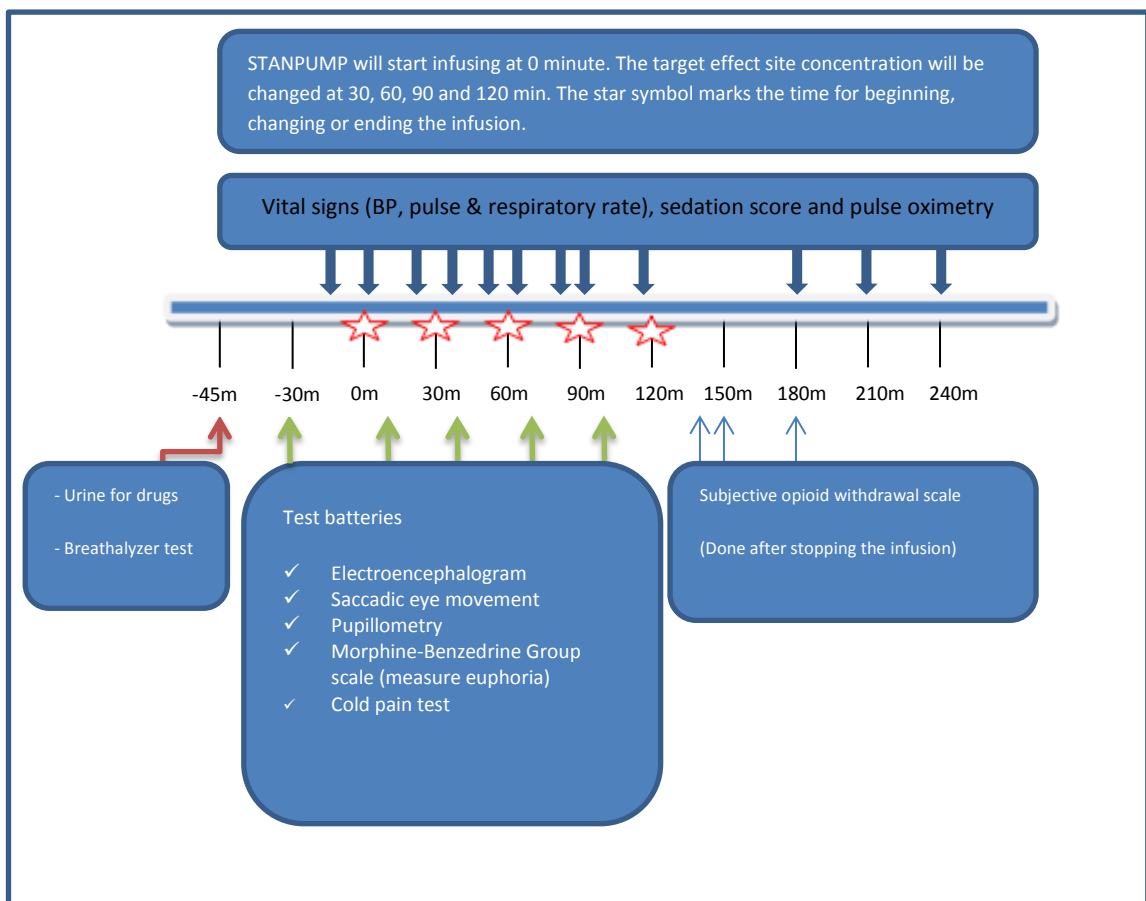 STANPUMP will start infusing at 0 minute. The target effect site concentration will be
changed at 30, 60, 90 and 120 min. The star symbol marks the time for beginning,
changing or ending the infusion.
Vital signs (BP, pulse & respiratory rate), sedation score and pulse oximetry
-45m -30m 0m 30m 60m 90m 120m 150m 180m 210m 240m
- Urine for drugs
- Breathalyzer test
Test batteries
✓ Electroencephalogram
✓ Saccadic eye movement
✓ Pupillometry
✓ Morphine-Benzedrine Group
scale (measure euphoria)
✓ Cold pain test
Subjective opioid withdrawal scale
(Done after stopping the infusion)